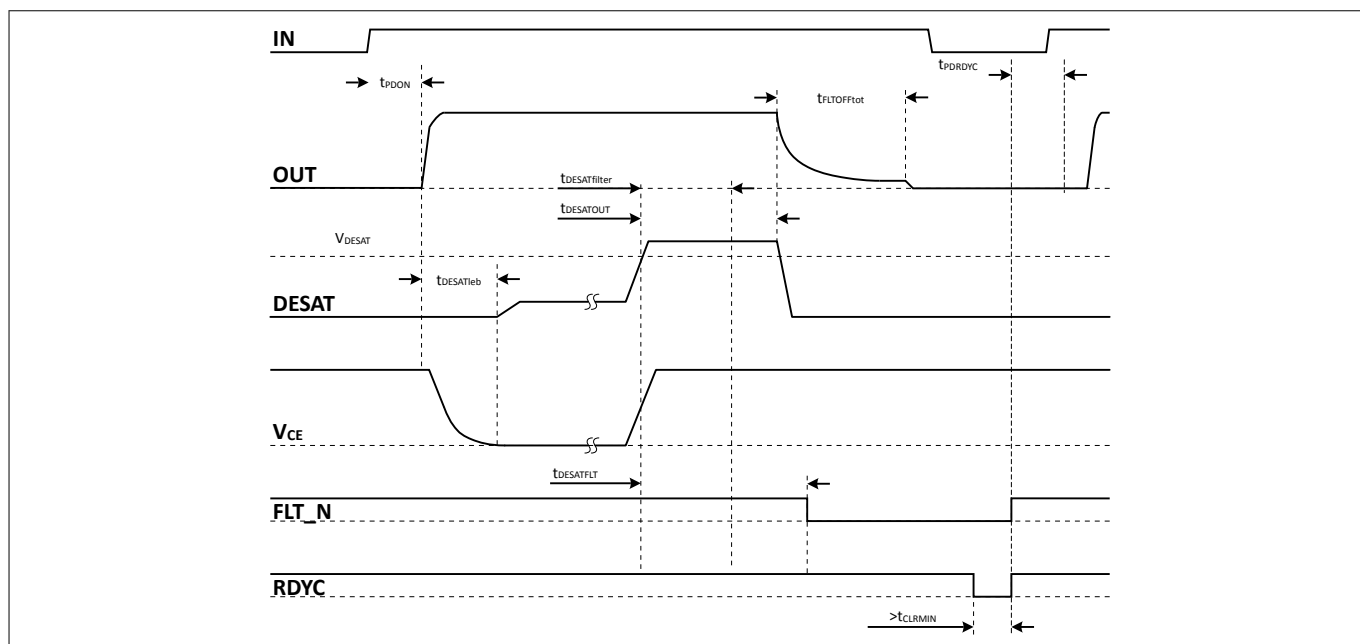 IN
tPDON
tPDRDYC
tFLTOFFtot
OUT
tDESATfilter
tDESATOUT
VDESAT
tDESATleb
DESAT
VCE
tDESATFLT
FLT_N
RDYC
>tCLRMIN